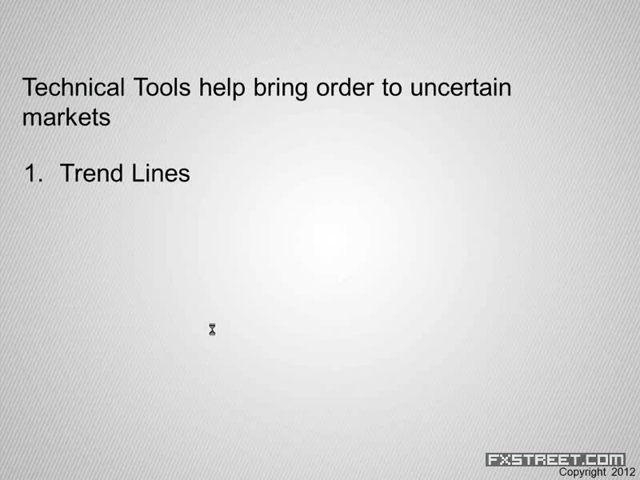 Technical Tools help bring order to uncertain
markets
1. Trend Lines
FXSTREET.COM
Copyright 2012